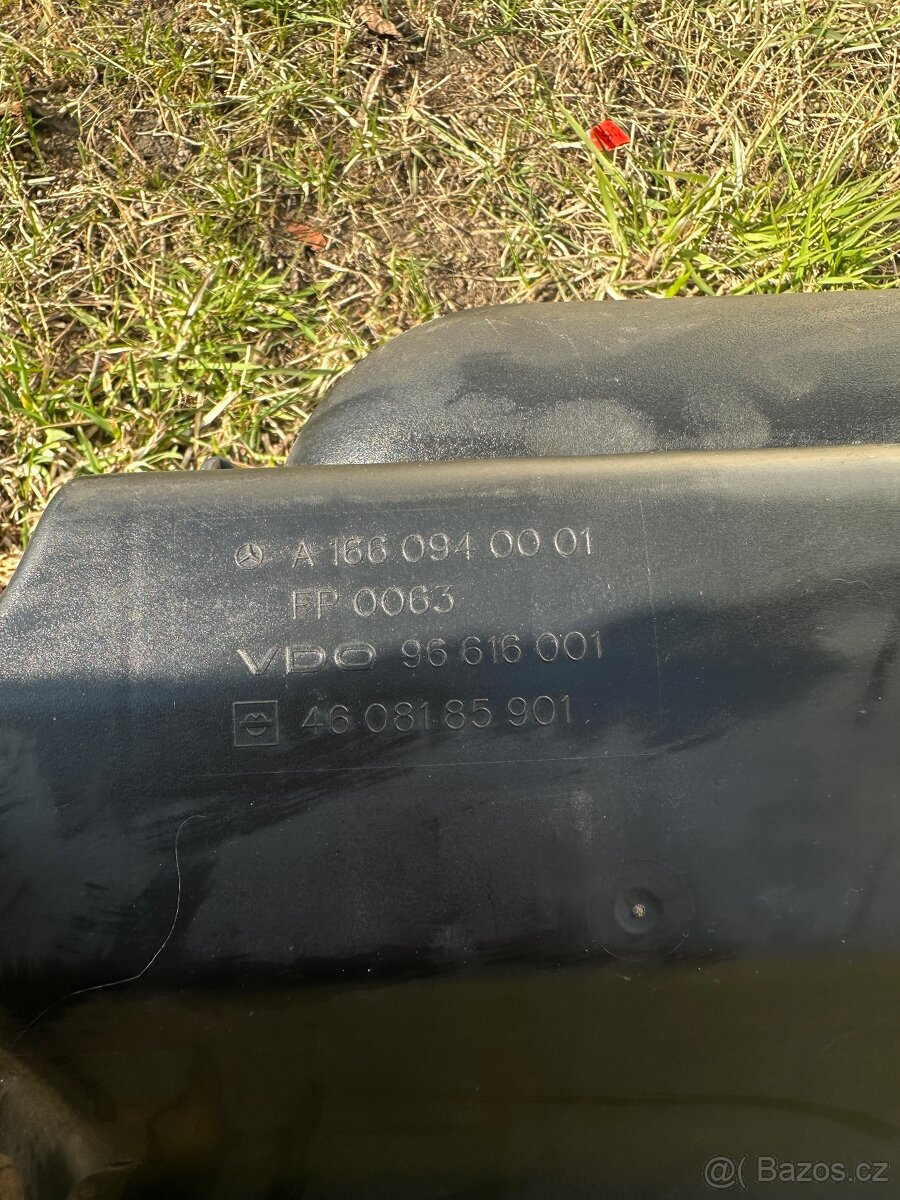 A 166 094 00 01
FP 0063
VDO 96 616 001
46 081 85 901
@( Bazos.cz